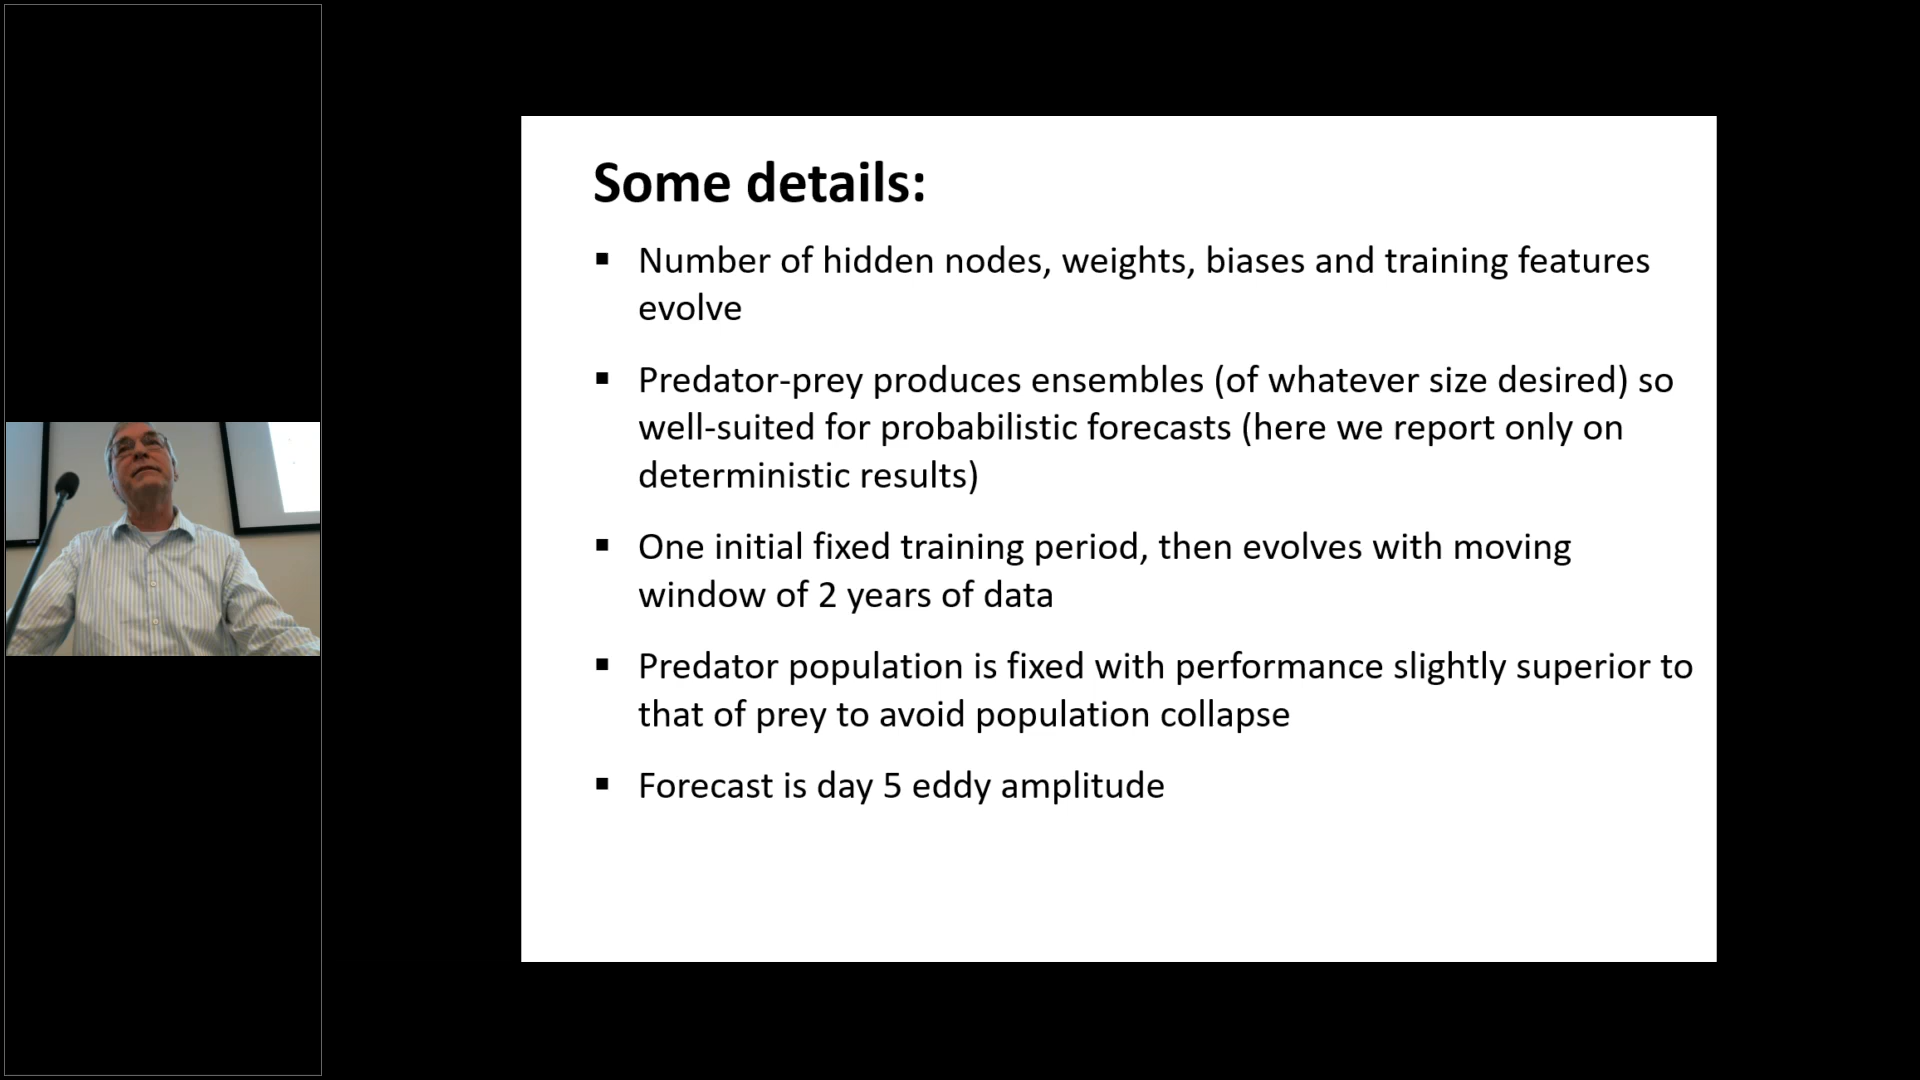 Some details:
▪ Number of hidden nodes, weights, biases and training features
evolve
▪ Predator-prey produces ensembles (of whatever size desired) so
well-suited for probabilistic forecasts (here we report only on
deterministic results)
▪ One initial fixed training period, then evolves with moving
window of 2 years of data
▪ Predator population is fixed with performance slightly superior to
that of prey to avoid population collapse
▪ Forecast is day 5 eddy amplitude